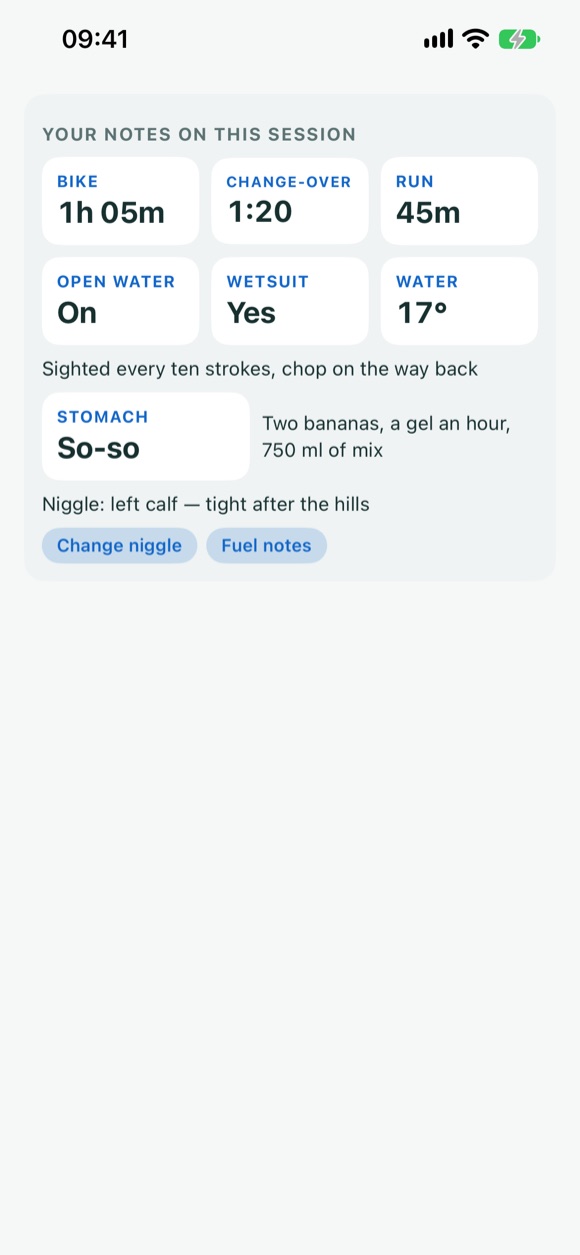 09:41
YOUR NOTES ON THIS SESSION
BIKE CHANGE-OVER RUN
1h 05m 1:20 45m
OPEN WATER WETSUIT WATER
On Yes 17°
Sighted every ten strokes, chop on the way back
STOMACH
So-so
Two bananas, a gel an hour,
750 ml of mix
Niggle: left calf — tight after the hills
Change niggle Fuel notes